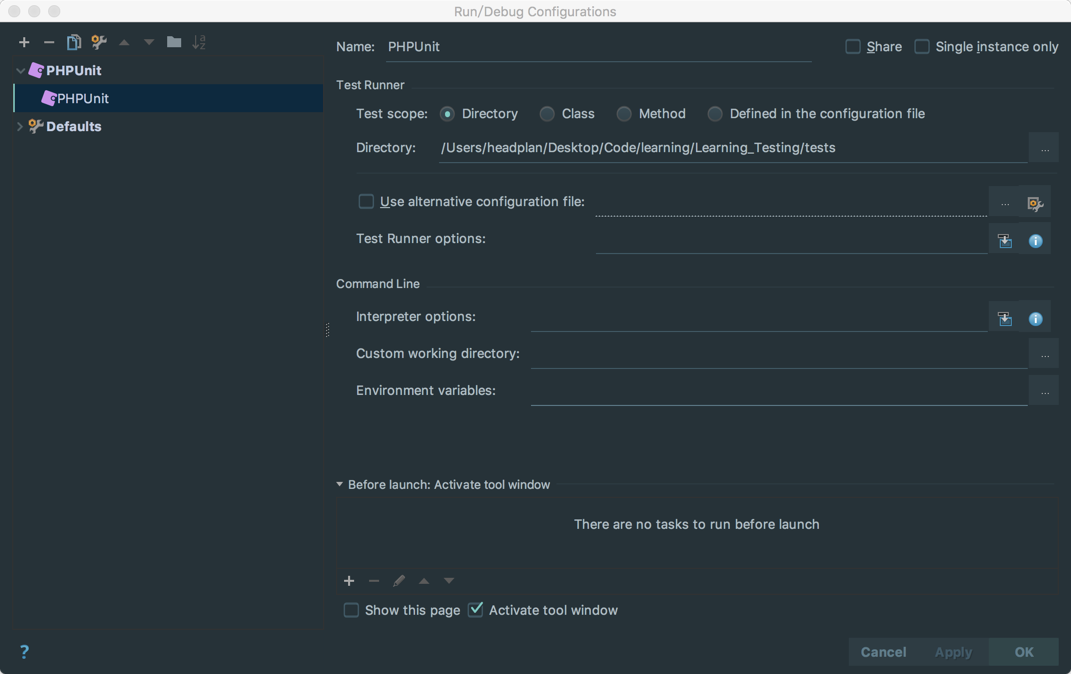 Run/Debug Configurations
PHPUnit
PHPUnit
Defaults
Name: PHPUnit
Share
Single instance only
Test Runner
Test scope: Directory Class Method Defined in the configuration file
Directory: /Users/headplan/Desktop/Code/learning/Learning_Testing/tests
...
Use alternative configuration file:
...
Test Runner options:
Command Line
Interpreter options:
Custom working directory:
...
Environment variables:
...
Before launch: Activate tool window
There are no tasks to run before launch
Show this page Activate tool window
?
Cancel Apply OK